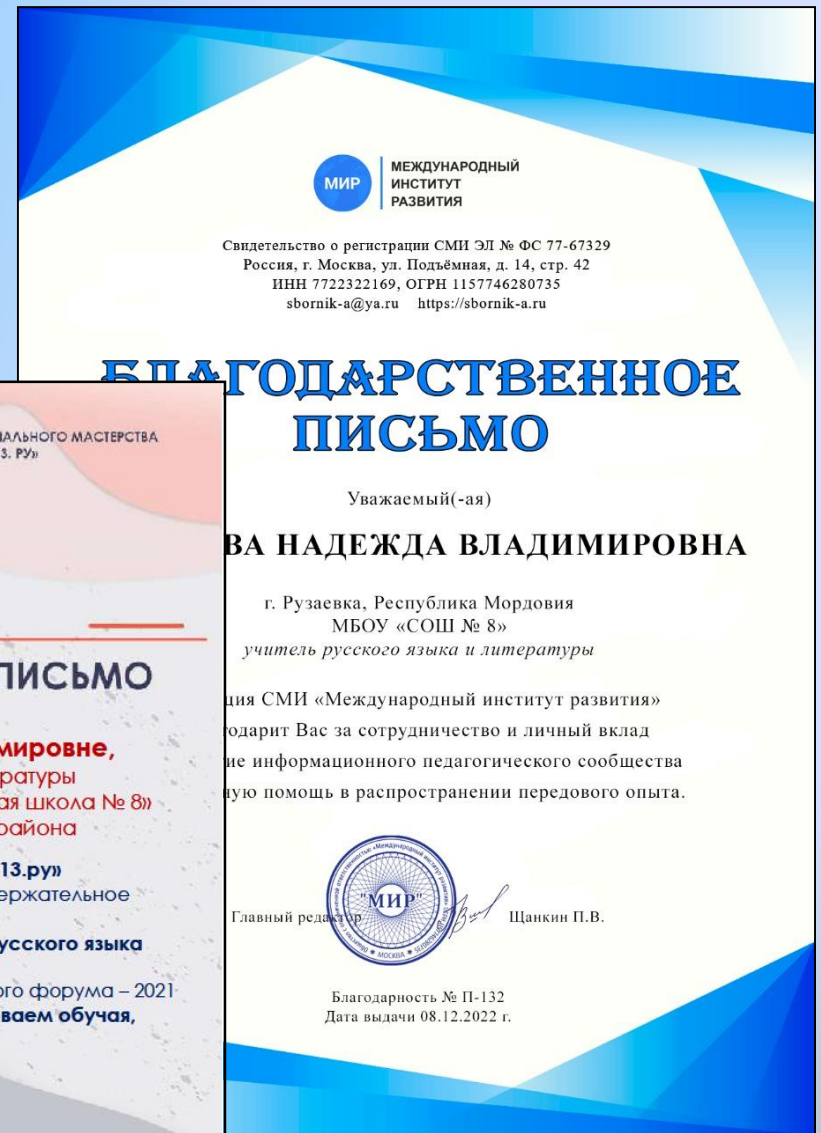 МИР
МЕЖДУНАРОДНЫЙ
ИНСТИТУТ
РАЗВИТИЯ
Свидетельство о регистрации СМИ ЭЛ № ФС 77-67329
Россия, г. Москва, ул. Подъёмная, д. 14, стр. 42
ИНН 7722322169, ОГРН 1157746280735
sbornik-a@ya.ru https://sbornik-a.ru
БЛАГОДАРСТВЕННОЕ
ПИСЬМО
Уважаемый(-ая)
ВА НАДЕЖДА ВЛАДИМИРОВНА
г. Рузаевка, Республика Мордовия
МБОУ «СОШ № 8»
учитель русского языка и литературы
ция СМИ «Международный институт развития»
годарит Вас за сотрудничество и личный вклад
ие информационного педагогического сообщества
ную помощь в распространении передового опыта.
"МИР"
МОСКВА
Главный редактор Щанкин П.В.
Благодарность № П-132
Дата выдачи 08.12.2022 г.
АЛЬНОГО МАСТЕРСТВА
3. РУ»
ПИСЬМО
мировне,
ратуры
ая школа № 8»
района
13.ру»
ержательное
усского языка
ого форума – 2021
ваем обучая,